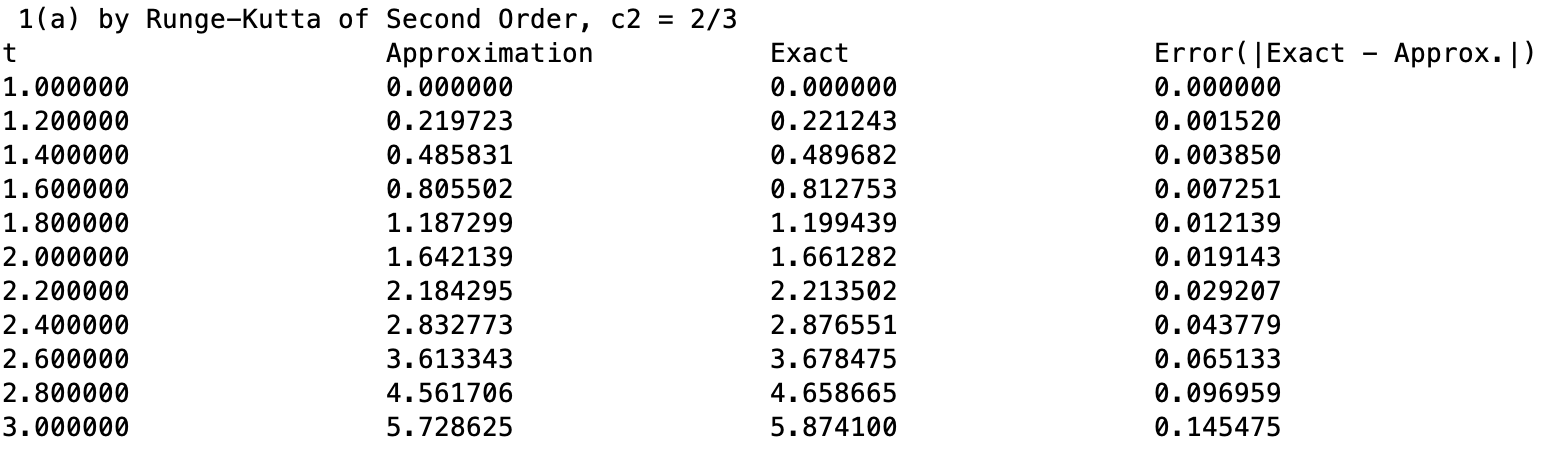 1(a) by Runge-Kutta of Second Order, c2 = 2/3
t Approximation Exact Error(|Exact - Approx.|)
1.000000 0.000000 0.000000 0.000000
1.200000 0.219723 0.221243 0.001520
1.400000 0.485831 0.489682 0.003850
1.600000 0.805502 0.812753 0.007251
1.800000 1.187299 1.199439 0.012139
2.000000 1.642139 1.661282 0.019143
2.200000 2.184295 2.213502 0.029207
2.400000 2.832773 2.876551 0.043779
2.600000 3.613343 3.678475 0.065133
2.800000 4.561706 4.658665 0.096959
3.000000 5.728625 5.874100 0.145475